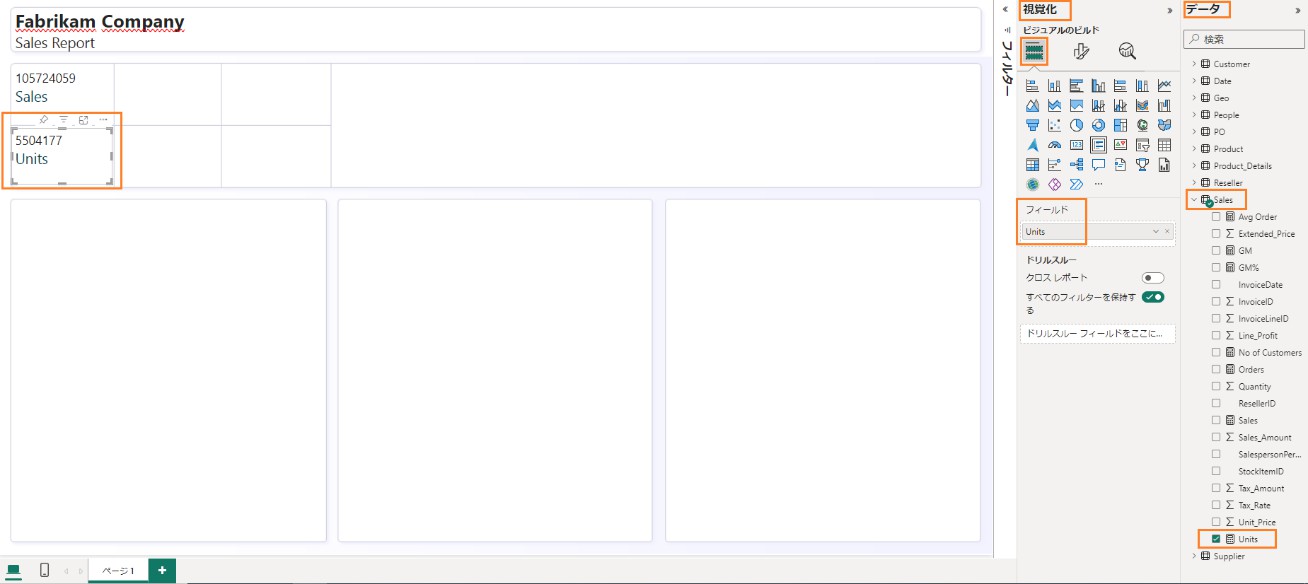 Fabrikam Company
Sales Report
105724059
Sales
5504177
Units
フィルター
視覚化
ビジュアルのビルド
フィールド
Units
ドリルスルー
クロス レポート
すべてのフィルターを保持す
る
ドリルスルー フィールドをここに...
データ
検索
Customer
Date
Geo
People
PO
Product
Product_Details
Reseller
Sales
Avg Order
Extended_Price
GM
GM%
InvoiceDate
InvoiceID
InvoiceLineID
Line_Profit
No of Customers
Orders
Quantity
ResellerID
Sales
Sales_Amount
SalespersonPer...
StockItemID
Tax_Amount
Tax_Rate
Unit_Price
Units
Supplier
ページ 1